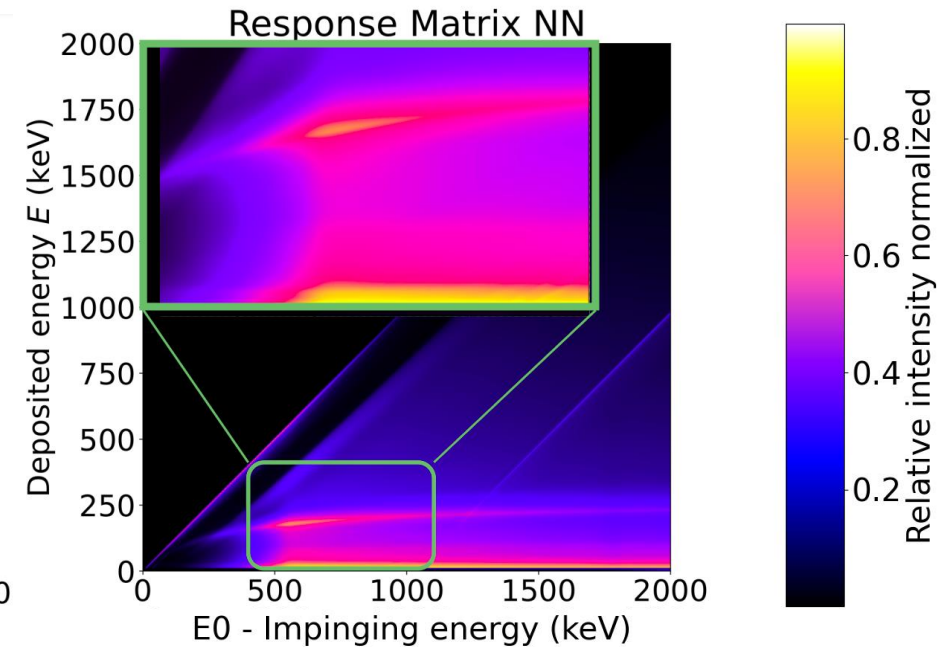 Response Matrix NN
2000
1750
1500
1250
1000
750
500
250
0
Deposited energy E (keV)
0
0 500 1000 1500 2000
E0 - Impinging energy (keV)
0.8
0.6
0.4
0.2
Relative intensity normalized